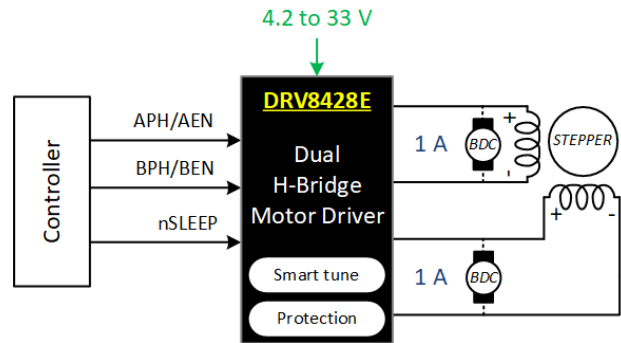 4.2 to 33 V
DRV8428E
Controller
APH/AEN
BPH/BEN
nSLEEP
Dual
H-Bridge
Motor Driver
Smart tune
Protection
1 A
BDC
+
-
STEPPER
+ -
1 A
BDC